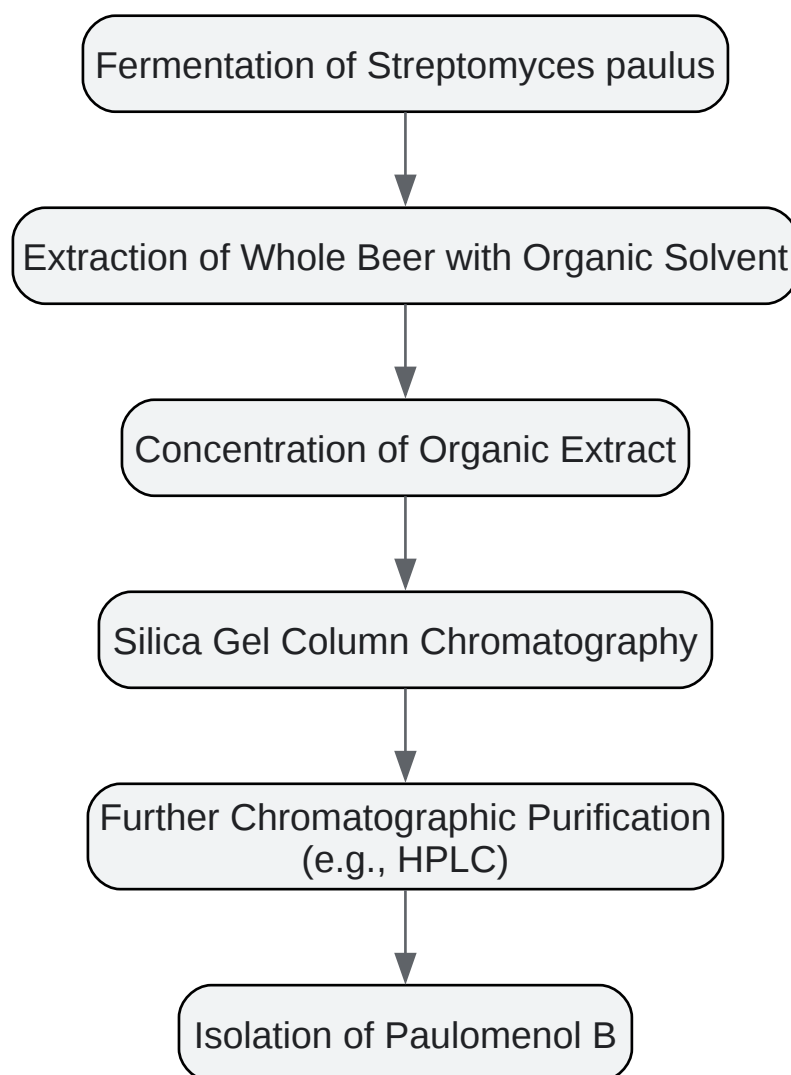 Fermentation of Streptomyces paulus
Extraction of Whole Beer with Organic Solvent
Concentration of Organic Extract
Silica Gel Column Chromatography
Further Chromatographic Purification
(e.g., HPLC)
Isolation of Paulomenol B